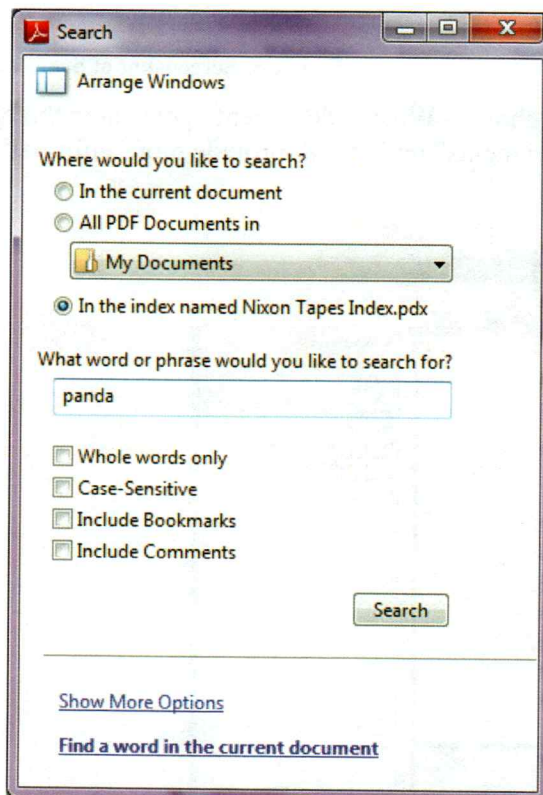 Search
Arrange Windows
Where would you like to search?
In the current document
All PDF Documents in
My Documents
In the index named Nixon Tapes Index.pdx
What word or phrase would you like to search for?
panda
Whole words only
Case-Sensitive
Include Bookmarks
Include Comments
Search
Show More Options
Find a word in the current document